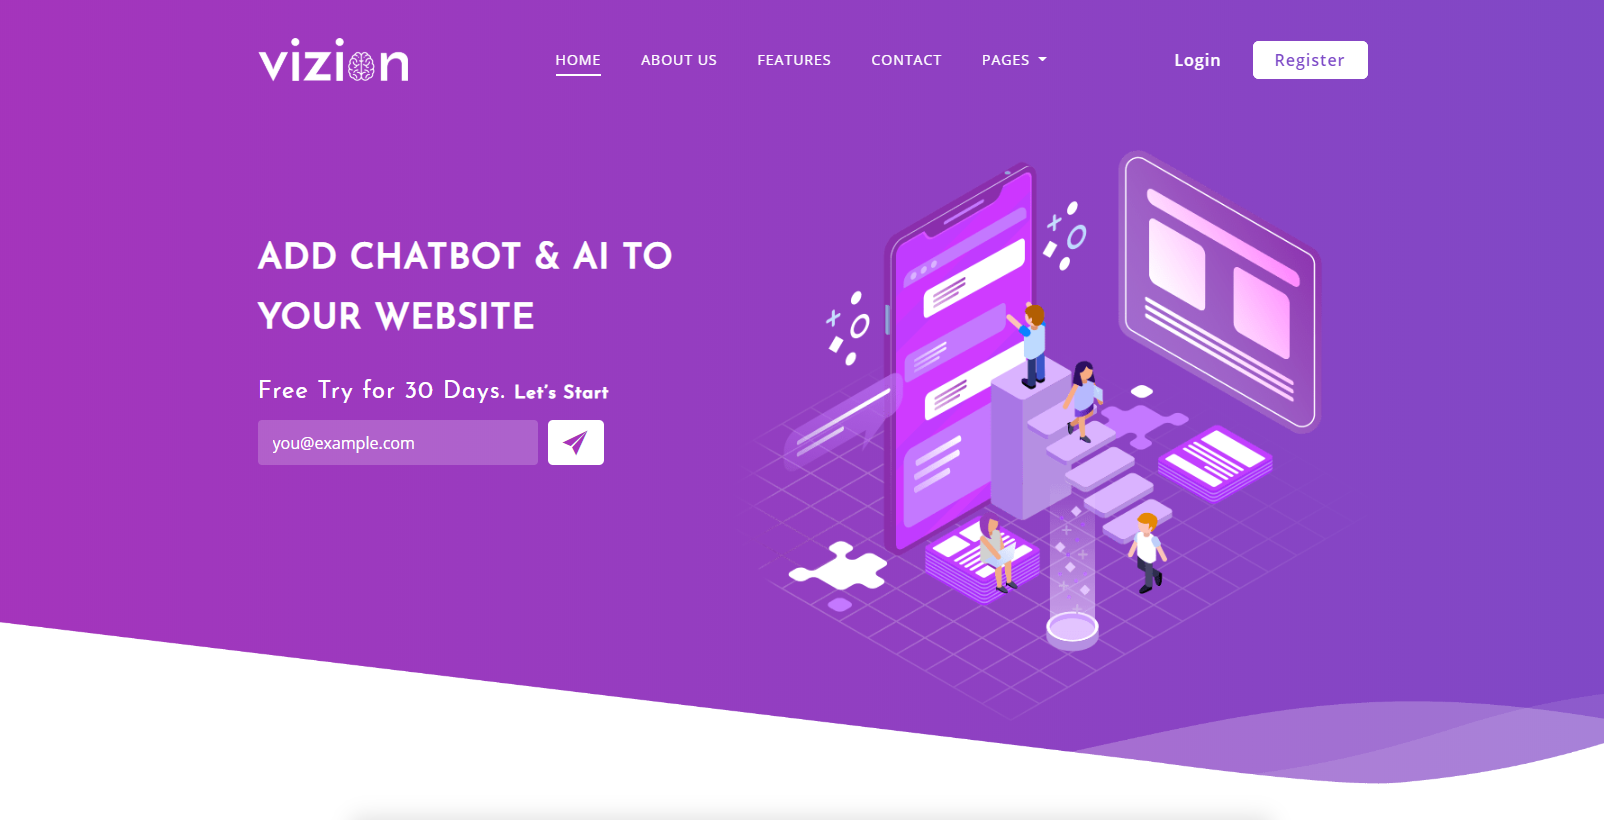 vizion
HOME ABOUT US FEATURES CONTACT PAGES
Login Register
ADD CHATBOT & AI TO
YOUR WEBSITE
Free Try for 30 Days. Let's Start
you@example.com